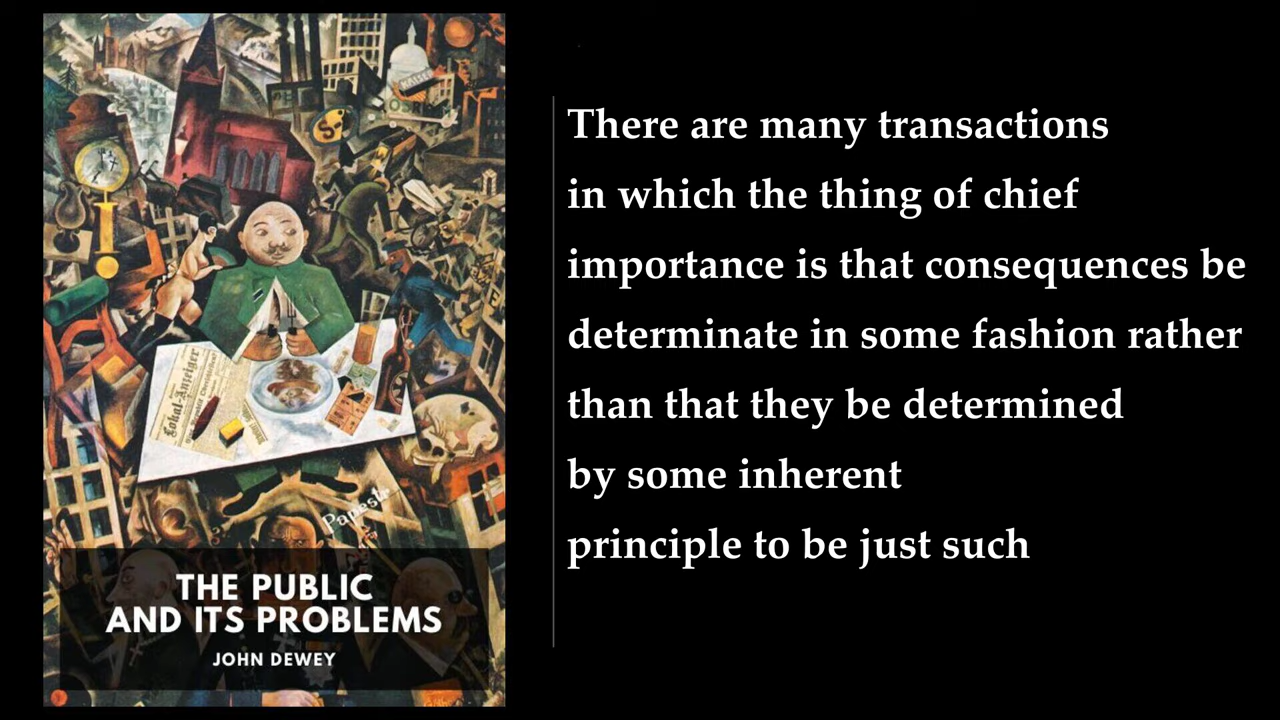 There are many transactions
in which the thing of chief
importance is that consequences be
determinate in some fashion rather
than that they be determined
by some inherent
principle to be just such
Lokal-Anzeiger
THE PUBLIC
AND ITS PROBLEMS
JOHN DEWEY